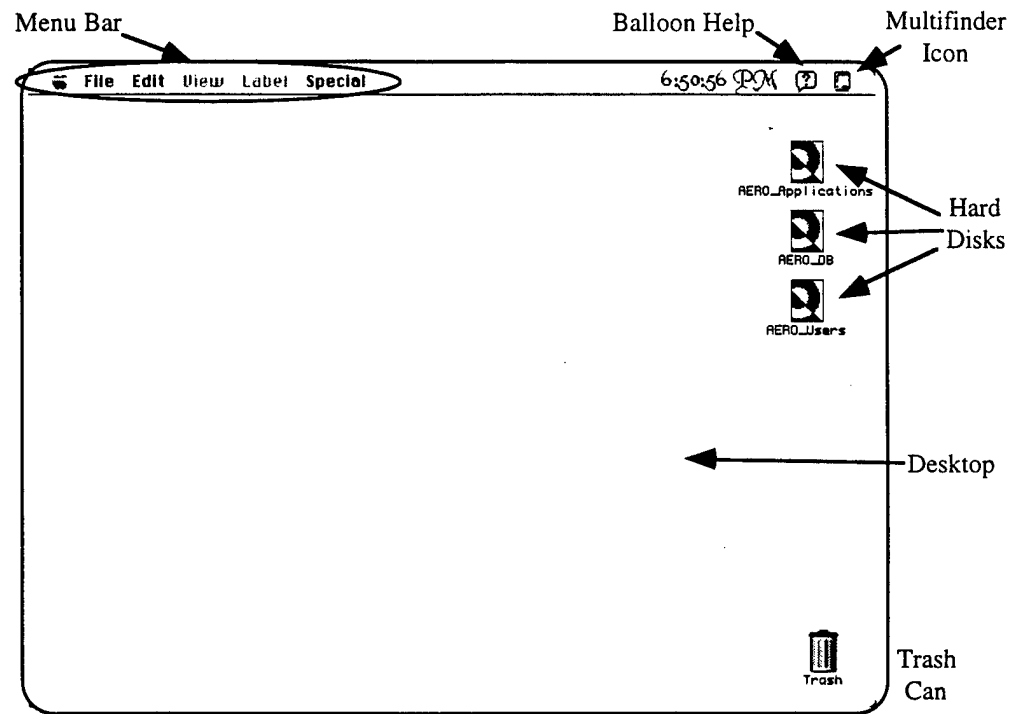 Menu Bar
Balloon Help
Multifinder
Icon
File Edit View Label Special
6:50:56 PM
?
AERO_Applications
Hard
Disks
AERO_DB
AERO_Users
Desktop
Trash
Trash
Can